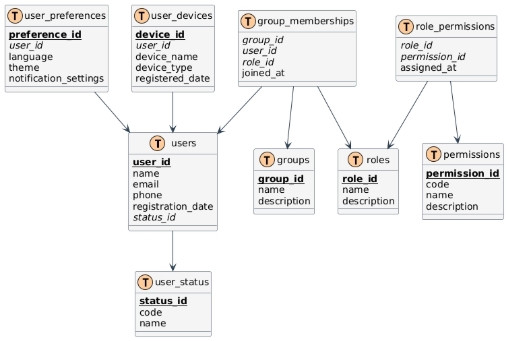 T user_preferences
preference_id
user_id
language
theme
notification_settings
T user_devices
device_id
user_id
device_name
device_type
registered_date
T group_memberships
group_id
user_id
role_id
joined_at
T role_permissions
role_id
permission_id
assigned_at
T users
user_id
name
email
phone
registration_date
status_id
T groups
group_id
name
description
T roles
role_id
name
description
T permissions
permission_id
code
name
description
T user_status
status_id
code
name